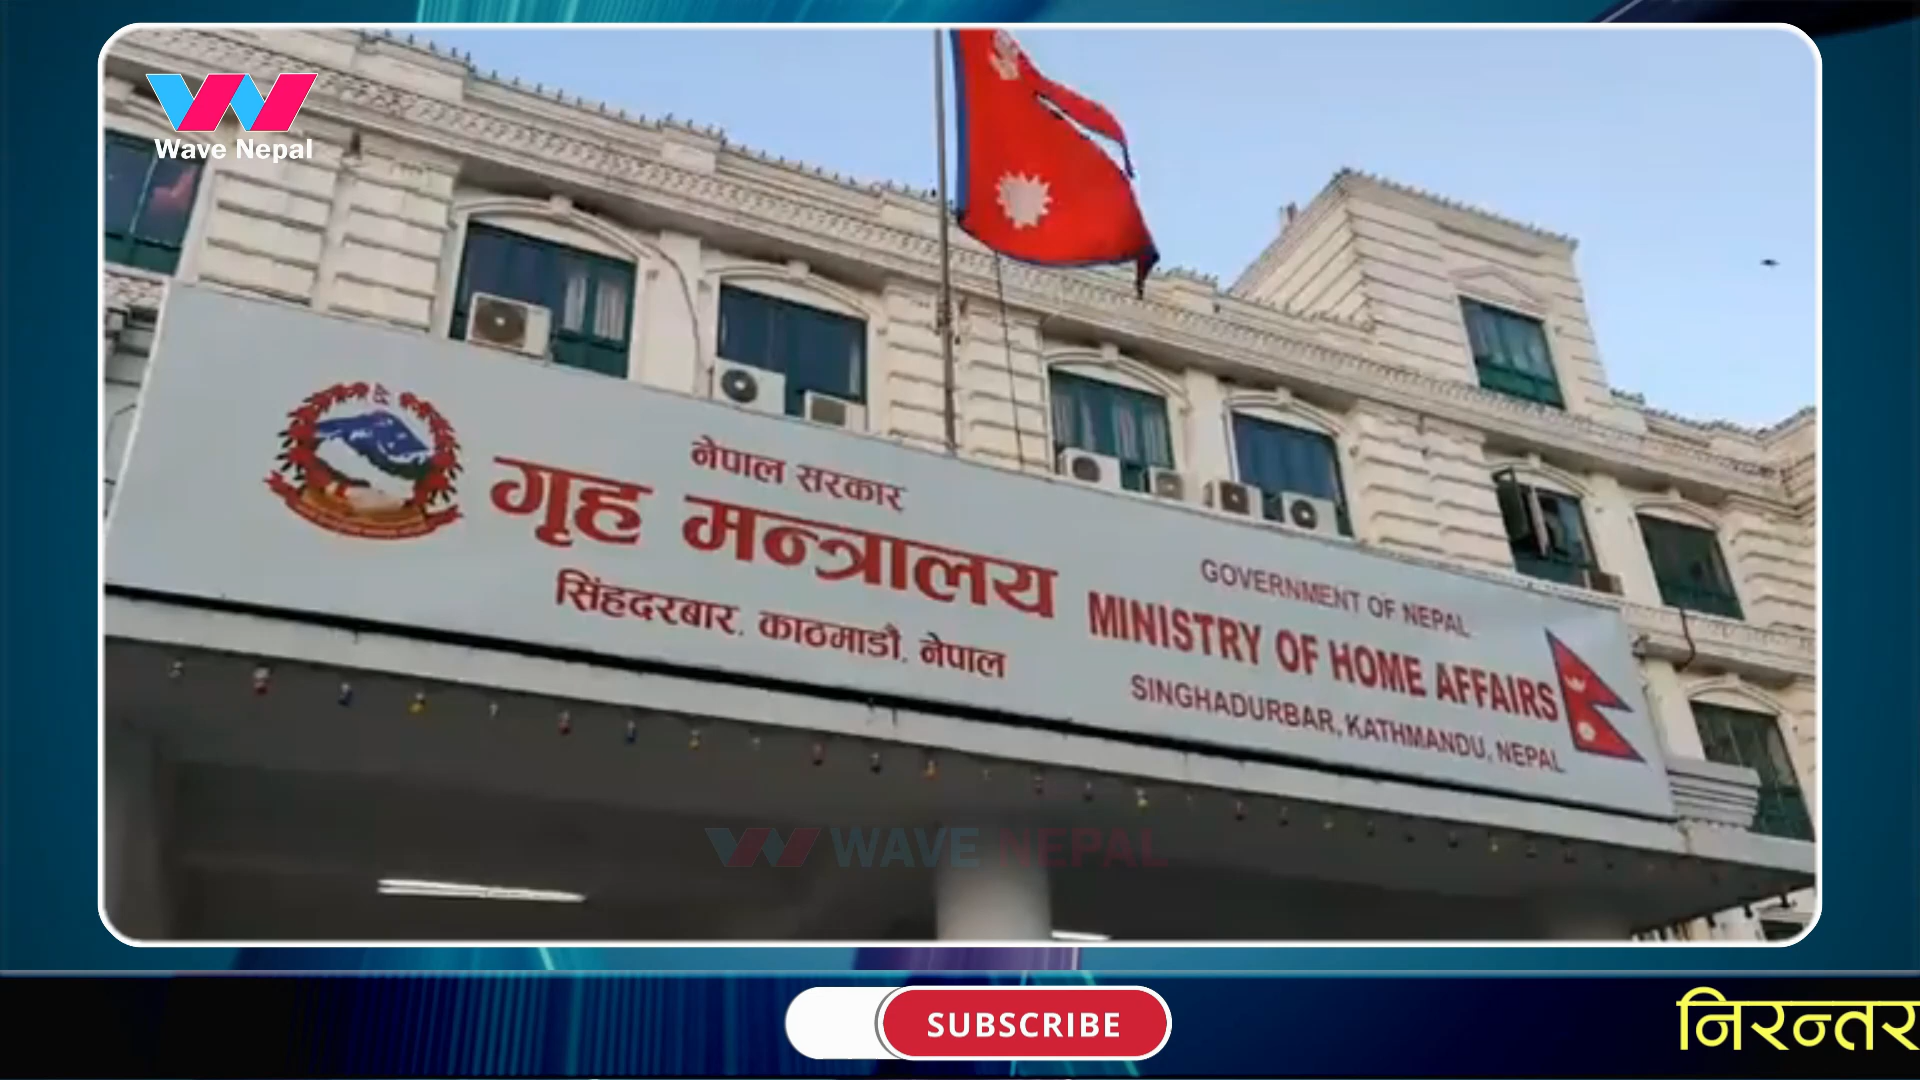 Wave Nepal
नेपाल सरकार
गृह मन्त्रालय
सिंहदरबार, काठमाडौं, नेपाल
GOVERNMENT OF NEPAL
MINISTRY OF HOME AFFAIRS
SINGHADURBAR, KATHMANDU, NEPAL
WAVE NEPAL
SUBSCRIBE
निरन्तर